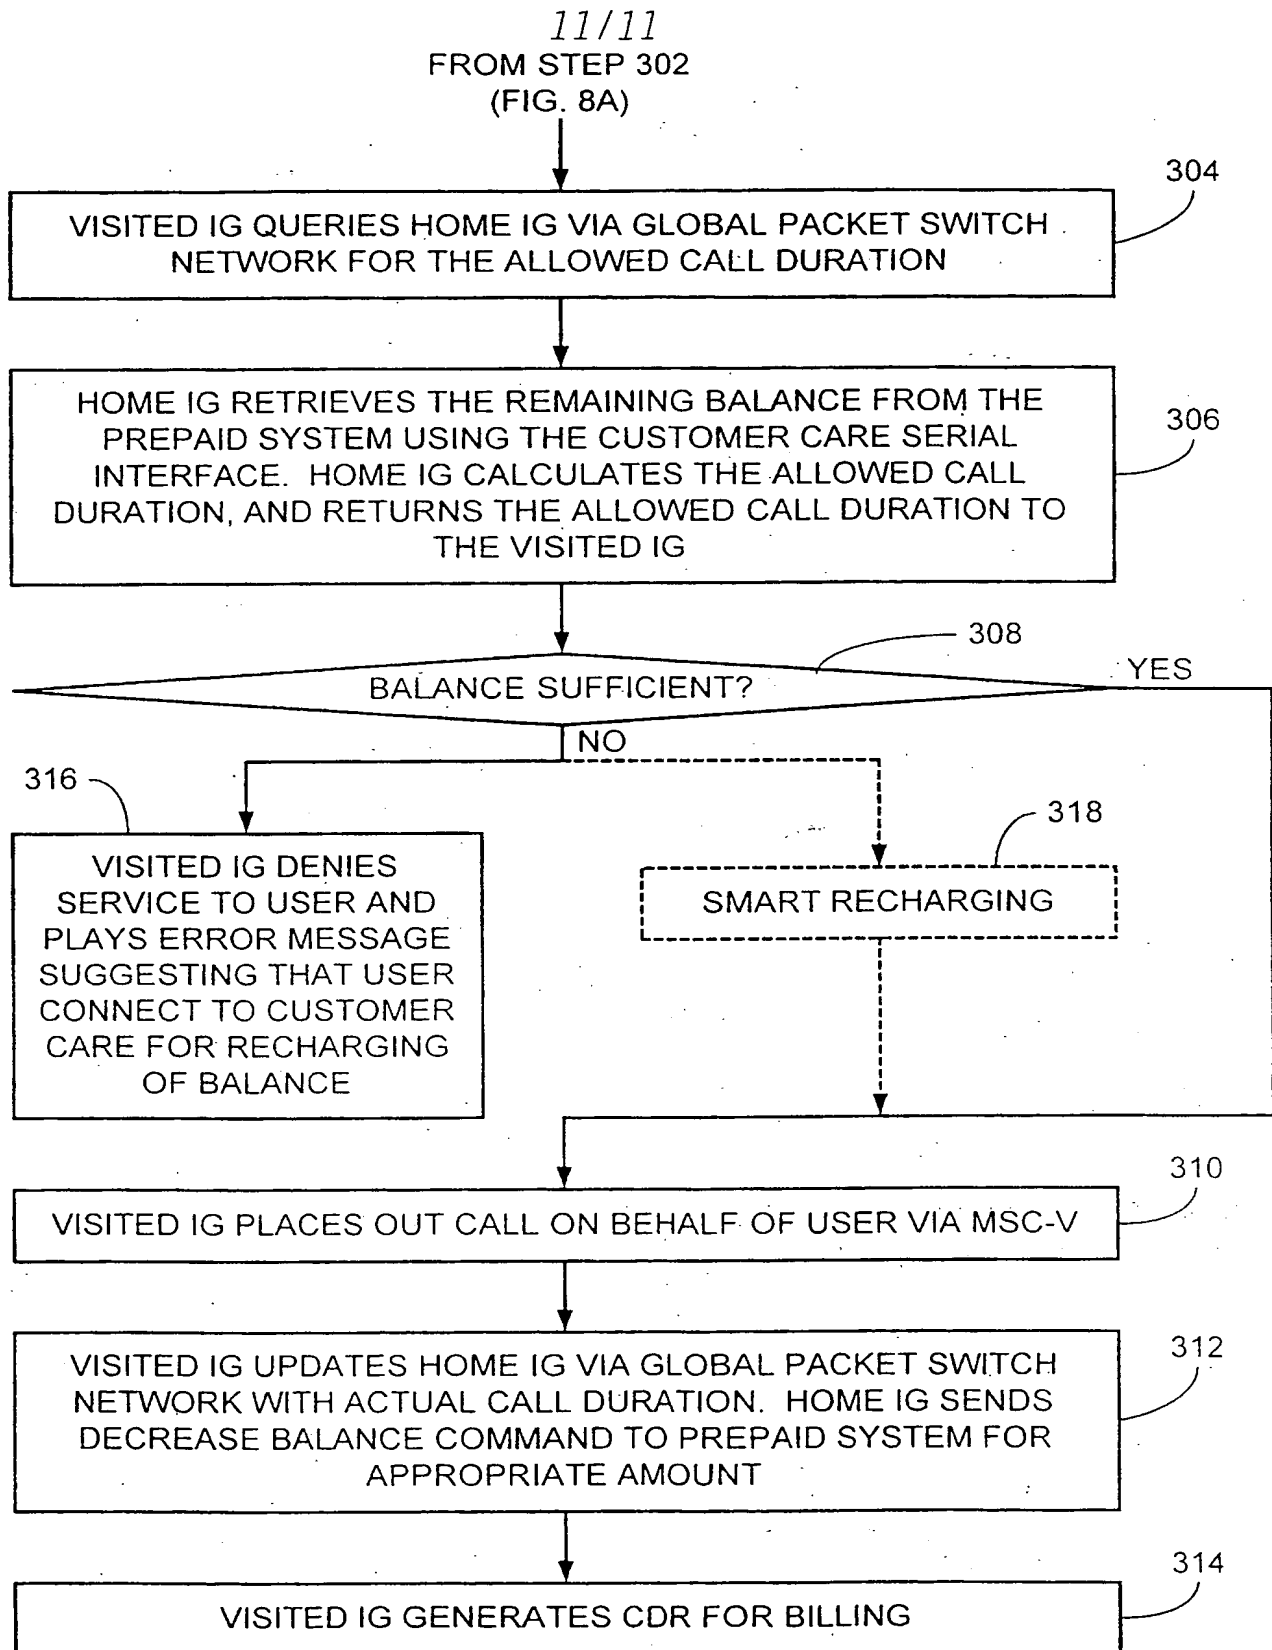 11/11
FROM STEP 302
(FIG. 8A)
304
VISITED IG QUERIES HOME IG VIA GLOBAL PACKET SWITCH
NETWORK FOR THE ALLOWED CALL DURATION
HOME IG RETRIEVES THE REMAINING BALANCE FROM THE
PREPAID SYSTEM USING THE CUSTOMER CARE SERIAL
INTERFACE. HOME IG CALCULATES THE ALLOWED CALL
DURATION, AND RETURNS THE ALLOWED CALL DURATION TO
THE VISITED IG
306
308
BALANCE SUFFICIENT?
YES
NO
316
VISITED IG DENIES
SERVICE TO USER AND
PLAYS ERROR MESSAGE
SUGGESTING THAT USER
CONNECT TO CUSTOMER
CARE FOR RECHARGING
OF BALANCE
318
SMART RECHARGING
310
VISITED IG PLACES OUT CALL ON BEHALF OF USER VIA MSC-V
312
VISITED IG UPDATES HOME IG VIA GLOBAL PACKET SWITCH
NETWORK WITH ACTUAL CALL DURATION. HOME IG SENDS
DECREASE BALANCE COMMAND TO PREPAID SYSTEM FOR
APPROPRIATE AMOUNT
314
VISITED IG GENERATES CDR FOR BILLING